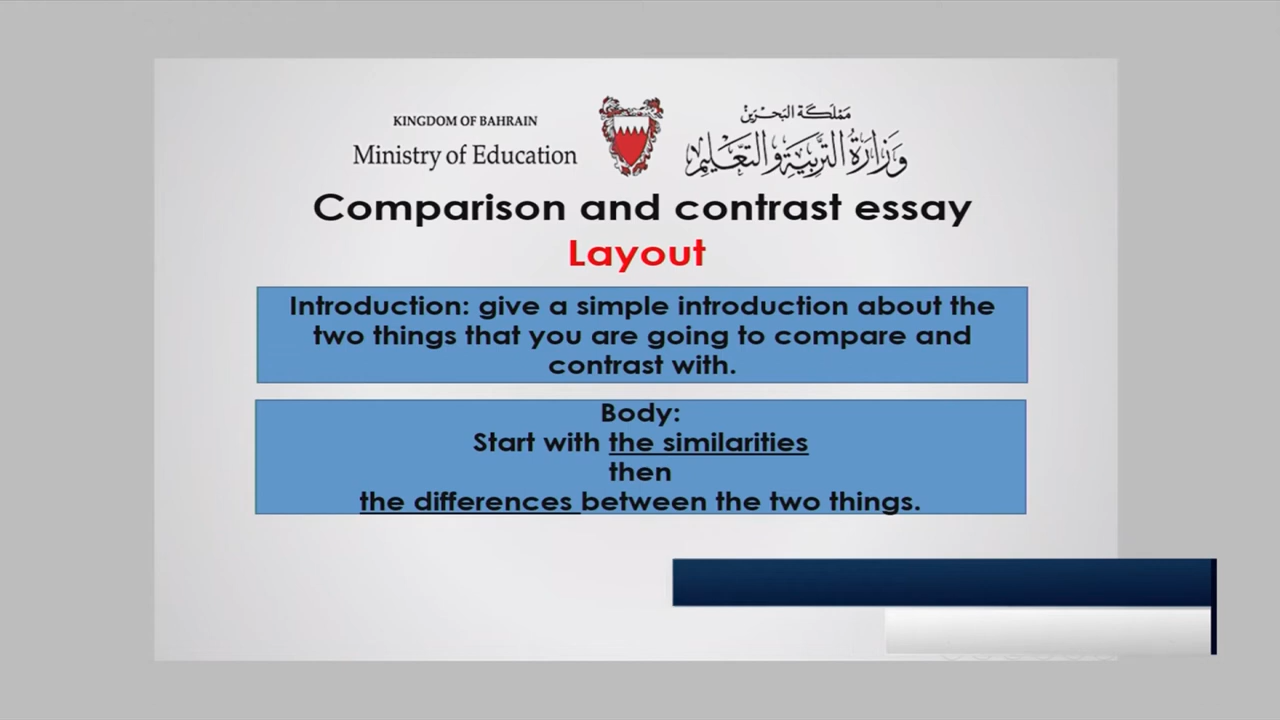 KINGDOM OF BAHRAIN
Ministry of Education
مملكة البحرين
وزارة التربية والتعليم
Comparison and contrast essay
Layout
Introduction: give a simple introduction about the
two things that you are going to compare and
contrast with.
Body:
Start with the similarities
then
the differences between the two things.